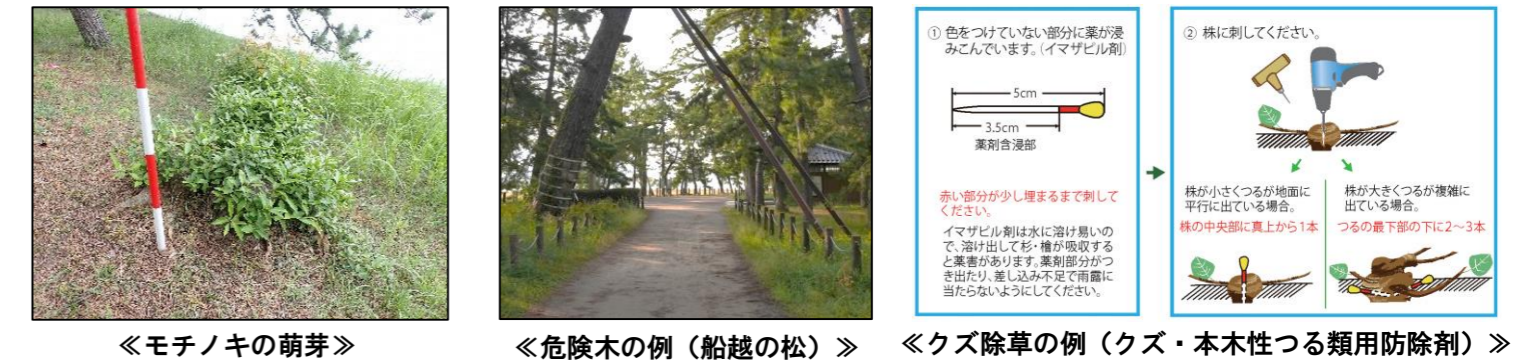 ① 色をつけていない部分に薬が浸
みこんでいます。(イマザピル剤)
5cm
3.5cm
薬剤含浸部
赤い部分が少し埋まるまで刺して
ください。
イマザピル剤は水に溶け易いの
で、溶け出して杉・檜が吸収する
と薬害があります。薬剤部分がつ
き出たり、差し込み不足で雨露に
当たらないようにしてください。
② 株に刺してください。
株が小さくつるが地面に
平行に出ている場合。
株の中央部に真上から1本
株が大きくつるが複雑に
出ている場合。
つるの最下部の下に2〜3本
≪モチノキの萌芽≫
≪危険木の例（船越の松）≫
≪クズ除草の例（クズ・本木性つる類用防除剤）≫